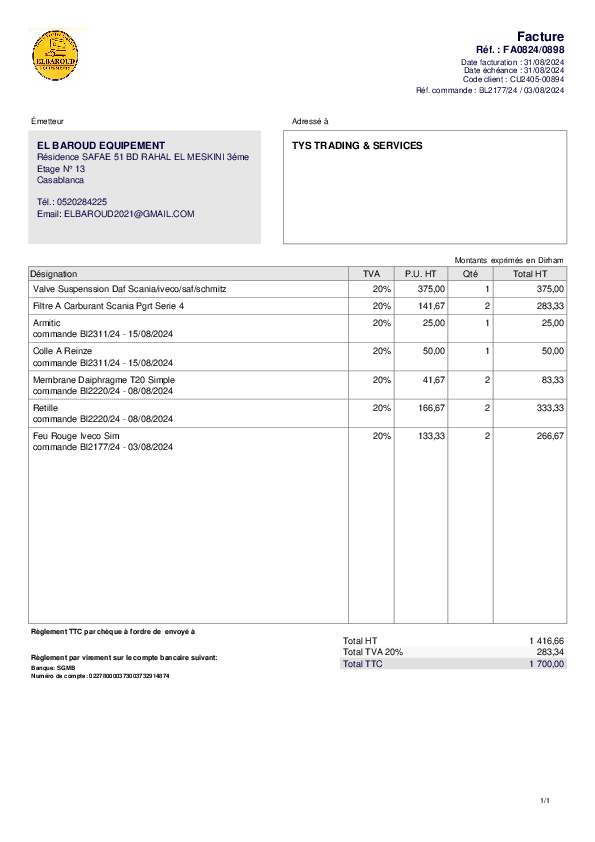 ELBAROUD
EQUIPEMENT
Facture
Réf. : FA0824/0898
Date facturation : 31/08/2024
Date échéance : 31/08/2024
Code client : CU2405-00894
Réf. commande : BL2177/24 / 03/08/2024
Émetteur
Adressé à
EL BAROUD EQUIPEMENT
Résidence SAFAE 51 BD RAHAL EL MESKINI 3éme
Etage N° 13
Casablanca
Tél.: 0520284225
Email: ELBAROUD2021@GMAIL.COM
TYS TRADING & SERVICES
Montants exprimés en Dirham
Désignation TVA P.U. HT Qté Total HT
Valve Suspenssion Daf Scania/iveco/saf/schmitz 20% 375,00 1 375,00
Filtre A Carburant Scania Pgrt Serie 4 20% 141,67 2 283,33
Armitic 20% 25,00 1 25,00
commande Bl2311/24 - 15/08/2024
Colle A Reinze 20% 50,00 1 50,00
commande Bl2311/24 - 15/08/2024
Membrane Daiphragme T20 Simple 20% 41,67 2 83,33
commande Bl2220/24 - 08/08/2024
Retille 20% 166,67 2 333,33
commande Bl2220/24 - 08/08/2024
Feu Rouge Iveco Sim 20% 133,33 2 266,67
commande Bl2177/24 - 03/08/2024
Règlement TTC par chèque à l'ordre de envoyé à
Total HT 1 416,66
Total TVA 20% 283,34
Total TTC 1 700,00
Règlement par virement sur le compte bancaire suivant:
Banque: SGMB
Numéro de compte: 022780000373003732914874
1/1